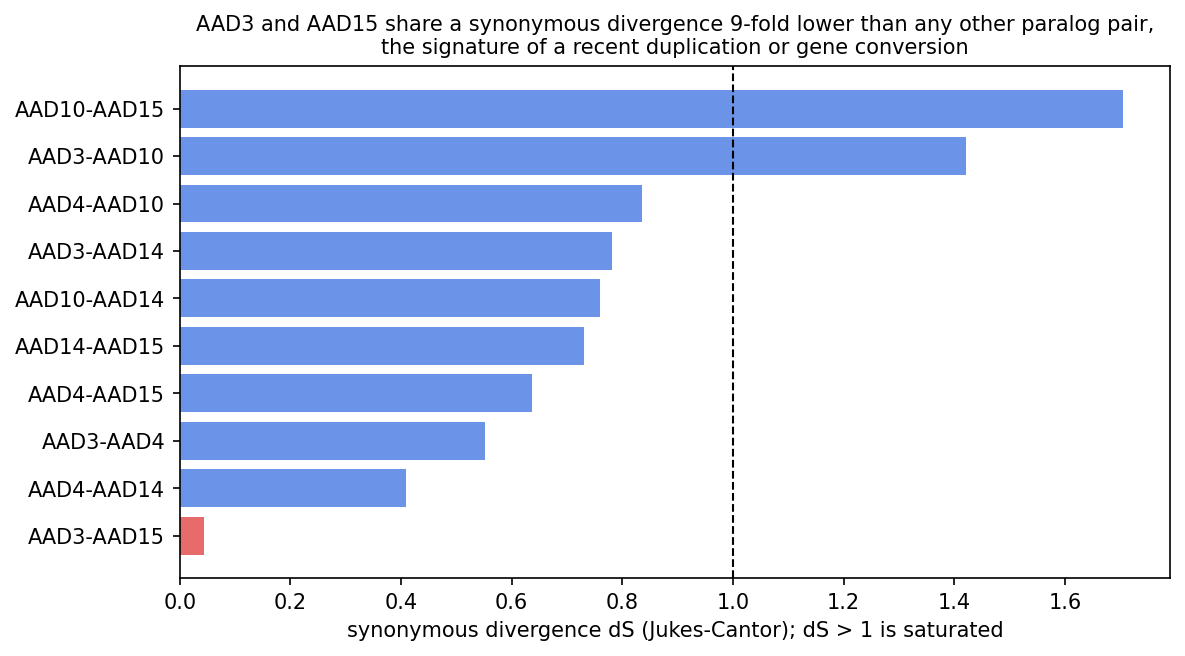 AAD3 and AAD15 share a synonymous divergence 9-fold lower than any other paralog pair,
the signature of a recent duplication or gene conversion
AAD10-AAD15
AAD3-AAD10
AAD4-AAD10
AAD3-AAD14
AAD10-AAD14
AAD14-AAD15
AAD4-AAD15
AAD3-AAD4
AAD4-AAD14
AAD3-AAD15
0.0 0.2 0.4 0.6 0.8 1.0 1.2 1.4 1.6
synonymous divergence dS (Jukes-Cantor); dS > 1 is saturated